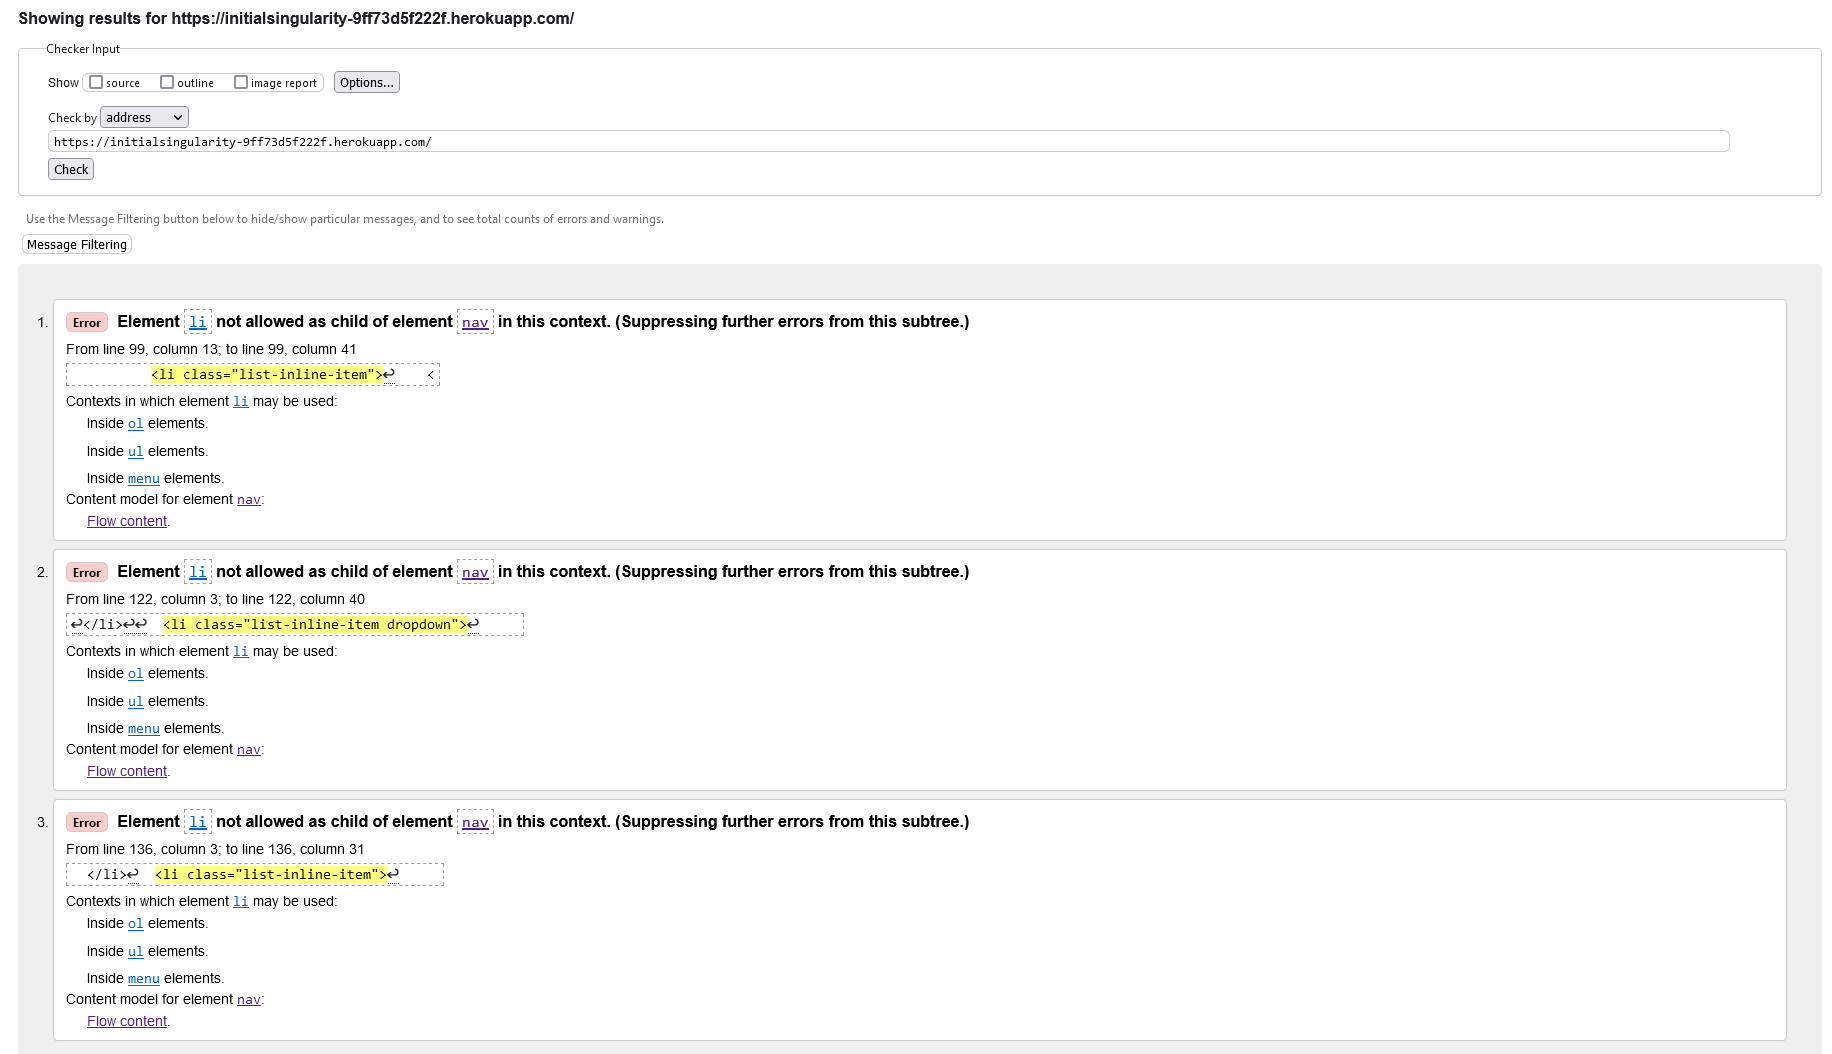 Showing results for https://initialsingularity-9ff73d5f222f.herokuapp.com/
Checker Input
Show source outline image report Options...
Check by address
https://initialsingularity-9ff73d5f222f.herokuapp.com/
Check
Use the Message Filtering button below to hide/show particular messages, and to see total counts of errors and warnings.
Message Filtering
1. Error Element li not allowed as child of element nav in this context. (Suppressing further errors from this subtree.)
From line 99, column 13; to line 99, column 41
<li class="list-inline-item">↩ <
Contexts in which element li may be used:
Inside ol elements.
Inside ul elements.
Inside menu elements.
Content model for element nav:
Flow content.
2. Error Element li not allowed as child of element nav in this context. (Suppressing further errors from this subtree.)
From line 122, column 3; to line 122, column 40
↩</li>↩↩ <li class="list-inline-item dropdown">↩
Contexts in which element li may be used:
Inside ol elements.
Inside ul elements.
Inside menu elements.
Content model for element nav:
Flow content.
3. Error Element li not allowed as child of element nav in this context. (Suppressing further errors from this subtree.)
From line 136, column 3; to line 136, column 31
</li>↩ <li class="list-inline-item">↩
Contexts in which element li may be used:
Inside ol elements.
Inside ul elements.
Inside menu elements.
Content model for element nav:
Flow content.